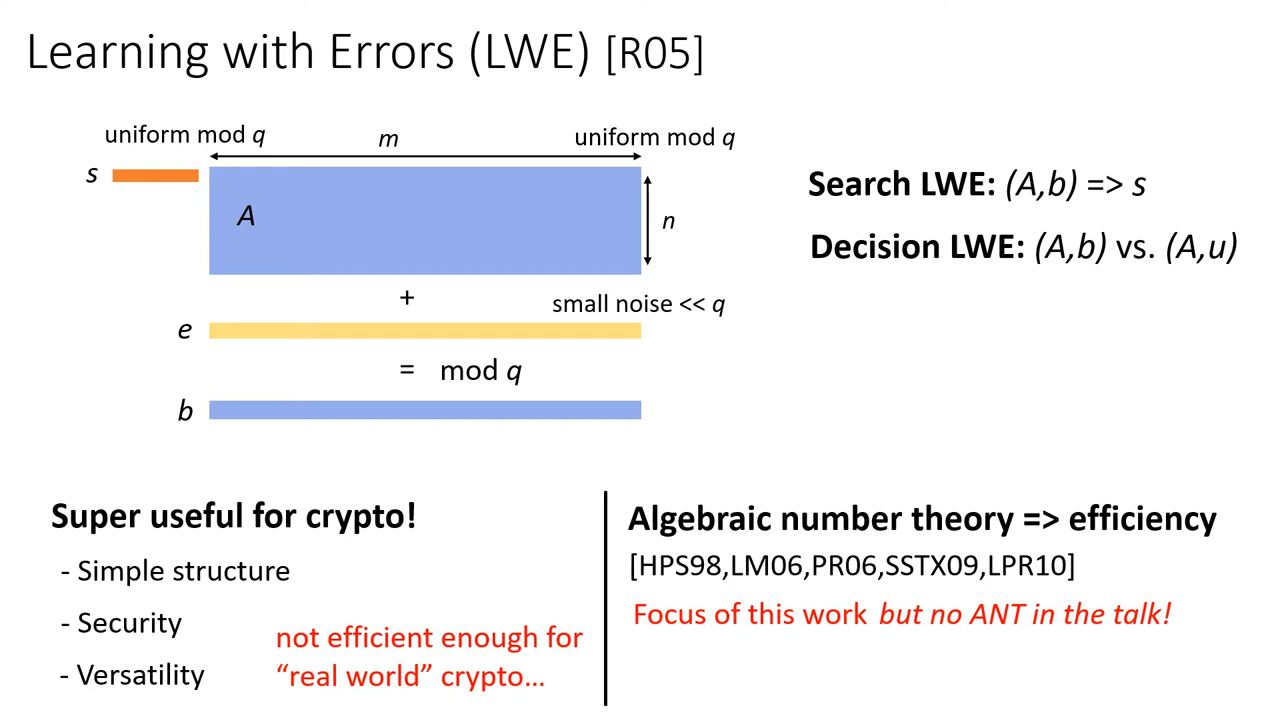 Learning with Errors (LWE) [R05]
uniform mod q
m
uniform mod q
s
A
n
+
small noise << q
e
= mod q
b
Search LWE: (A,b) => s
Decision LWE: (A,b) vs. (A,u)
Super useful for crypto!
- Simple structure
- Security
- Versatility
not efficient enough for
“real world” crypto...
Algebraic number theory => efficiency
[HPS98,LM06,PR06,SSTX09,LPR10]
Focus of this work but no ANT in the talk!